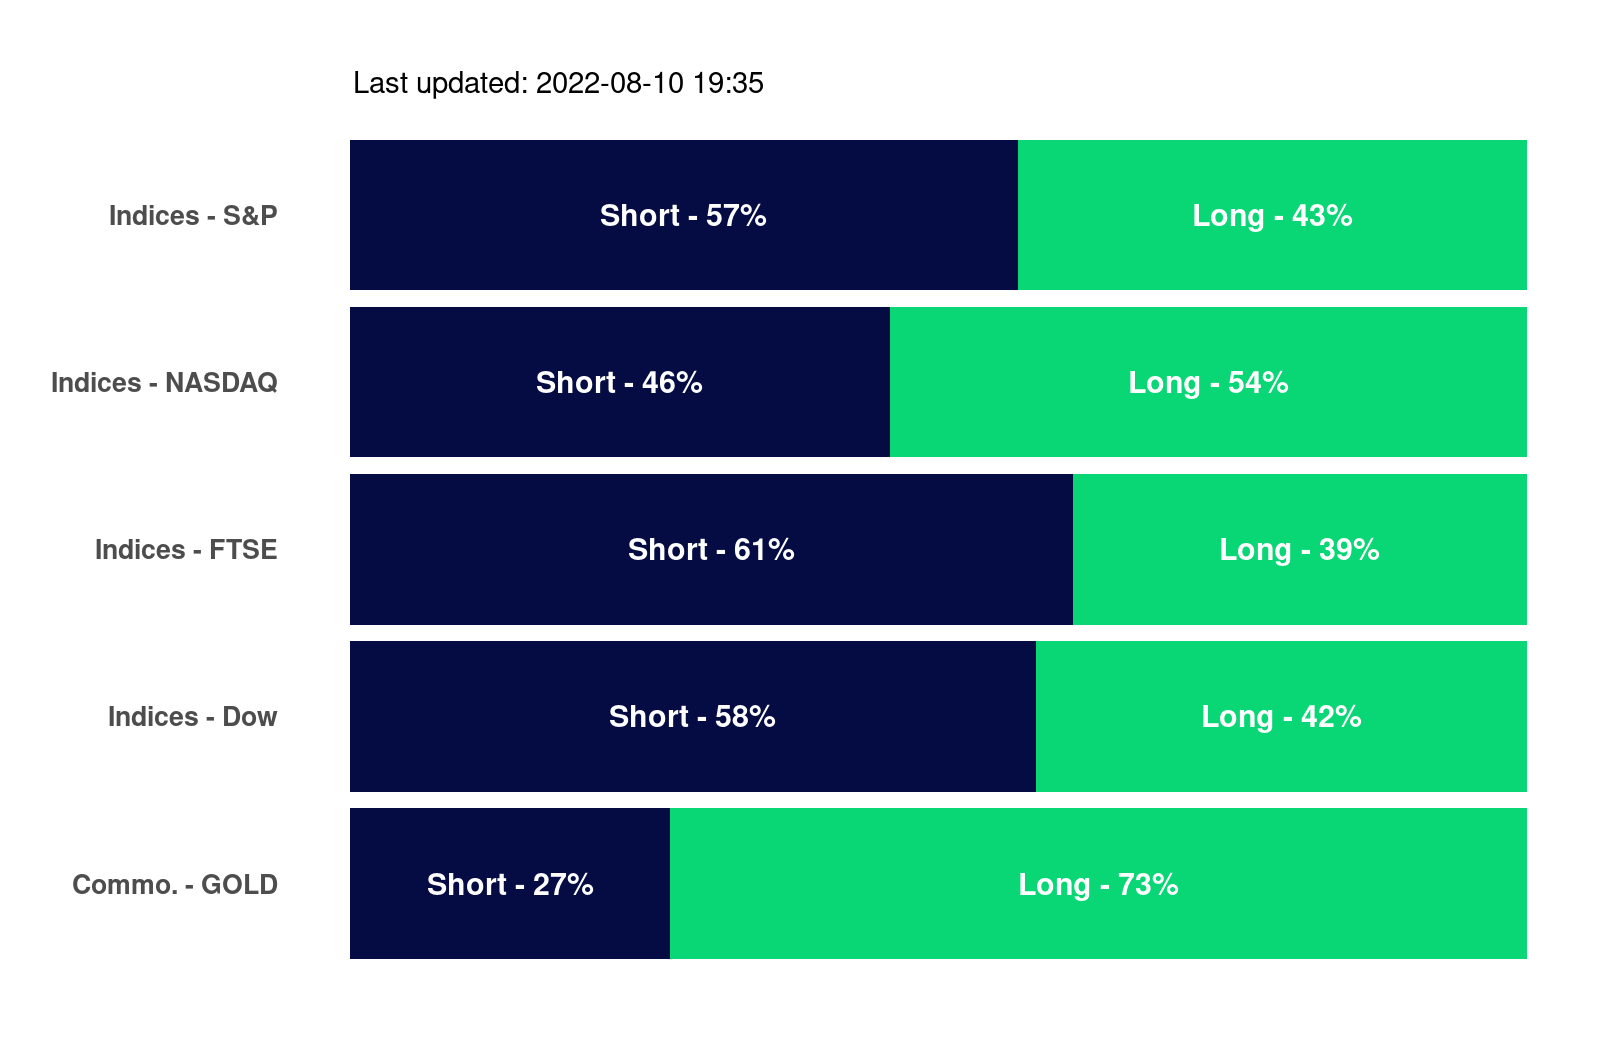 Last updated: 2022-08-10 19:35
Indices - S&P Short - 57% Long - 43%
Indices - NASDAQ Short - 46% Long - 54%
Indices - FTSE Short - 61% Long - 39%
Indices - Dow Short - 58% Long - 42%
Commo. - GOLD Short - 27% Long - 73%